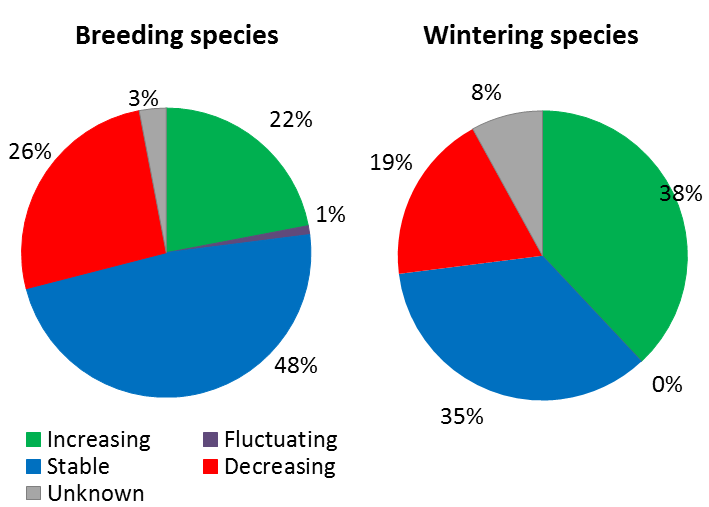 Breeding species
Wintering species
3%
22%
26%
1%
48%
8%
38%
19%
0%
35%
Increasing
Fluctuating
Stable
Decreasing
Unknown